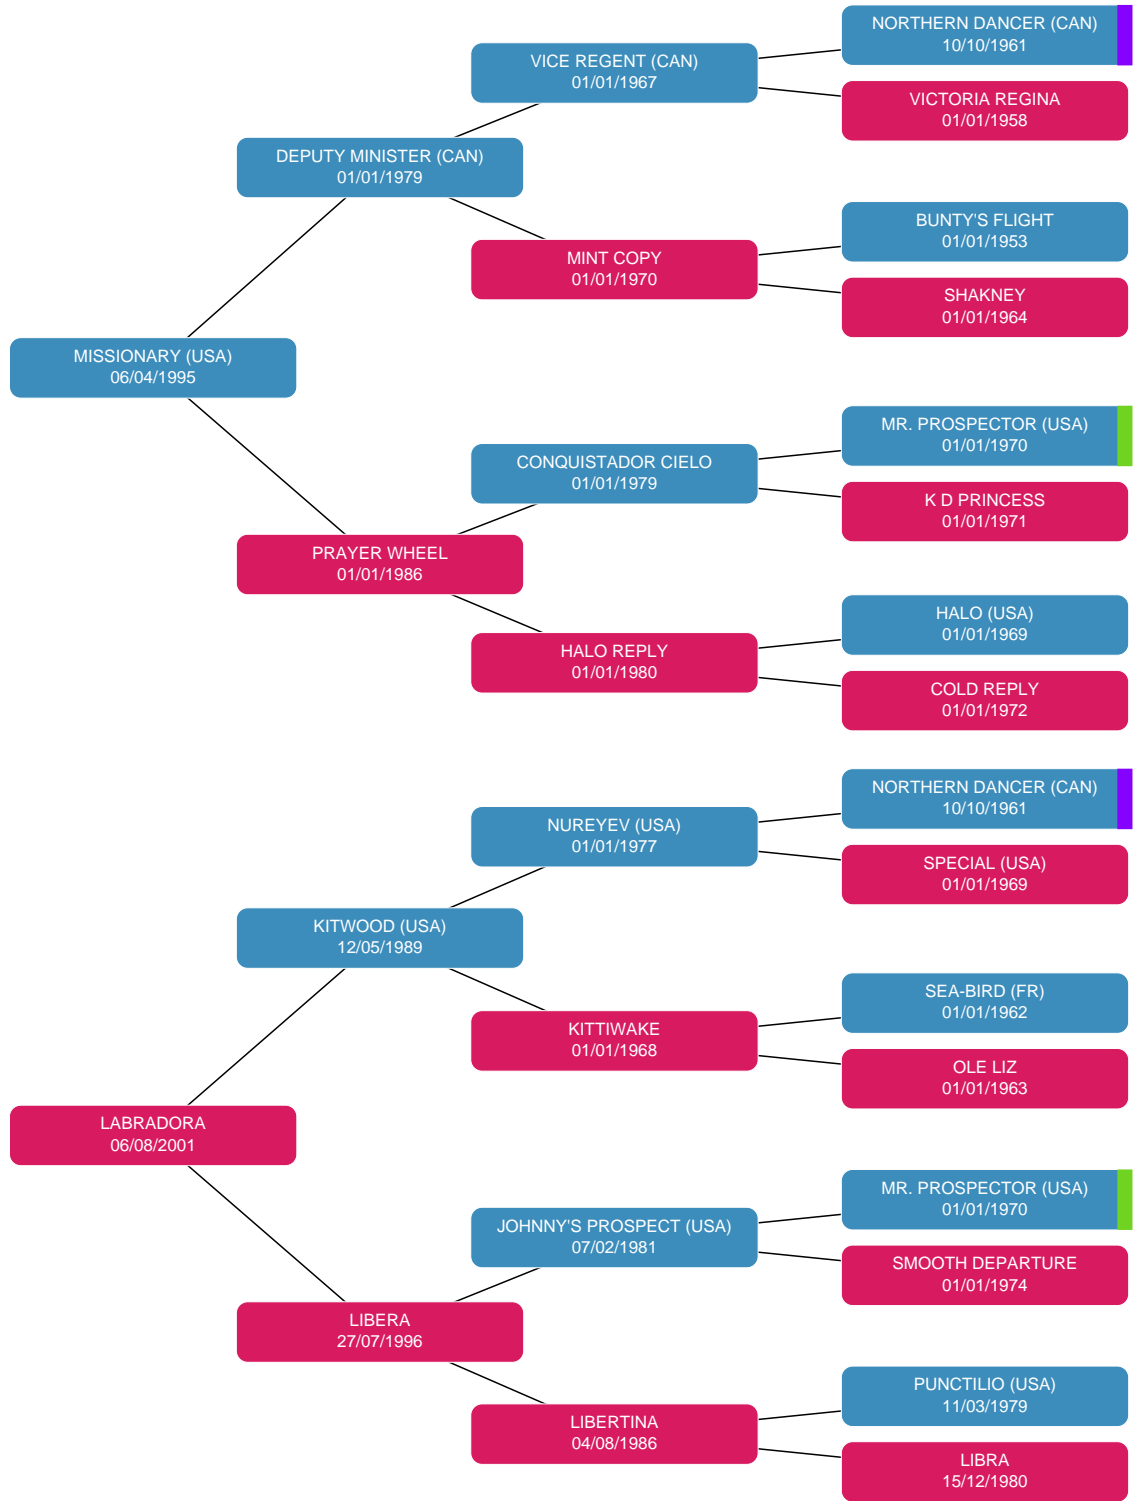 NORTHERN DANCER (CAN)
10/10/1961
VICE REGENT (CAN)
01/01/1967
VICTORIA REGINA
01/01/1958
DEPUTY MINISTER (CAN)
01/01/1979
BUNTY'S FLIGHT
01/01/1953
MINT COPY
01/01/1970
SHAKNEY
01/01/1964
MISSIONARY (USA)
06/04/1995
MR. PROSPECTOR (USA)
01/01/1970
CONQUISTADOR CIELO
01/01/1979
K D PRINCESS
01/01/1971
PRAYER WHEEL
01/01/1986
HALO (USA)
01/01/1969
HALO REPLY
01/01/1980
COLD REPLY
01/01/1972
NORTHERN DANCER (CAN)
10/10/1961
NUREYEV (USA)
01/01/1977
SPECIAL (USA)
01/01/1969
KITWOOD (USA)
12/05/1989
SEA-BIRD (FR)
01/01/1962
KITTIWAKE
01/01/1968
OLE LIZ
01/01/1963
LABRADORA
06/08/2001
MR. PROSPECTOR (USA)
01/01/1970
JOHNNY'S PROSPECT (USA)
07/02/1981
SMOOTH DEPARTURE
01/01/1974
LIBERA
27/07/1996
PUNCTILIO (USA)
11/03/1979
LIBERTINA
04/08/1986
LIBRA
15/12/1980